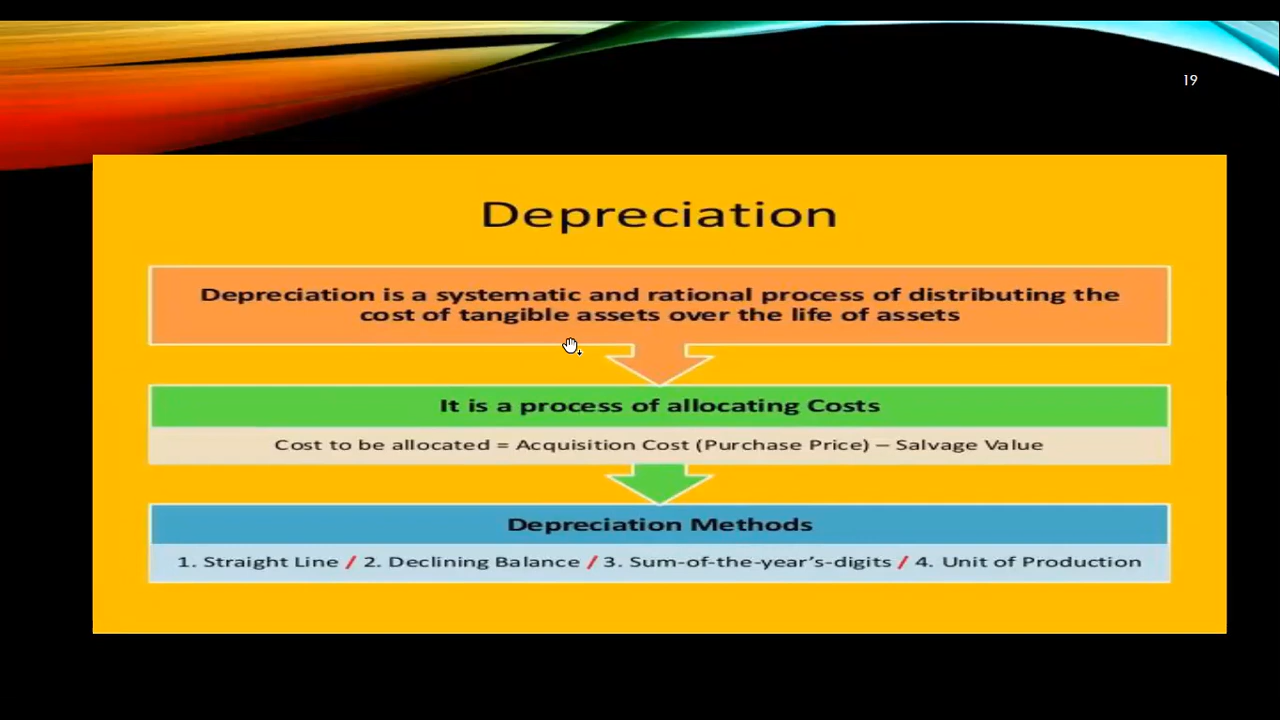 19
Depreciation
Depreciation is a systematic and rational process of distributing the
cost of tangible assets over the life of assets
It is a process of allocating Costs
Cost to be allocated = Acquisition Cost (Purchase Price) – Salvage Value
Depreciation Methods
1. Straight Line / 2. Declining Balance / 3. Sum-of-the-year’s-digits / 4. Unit of Production